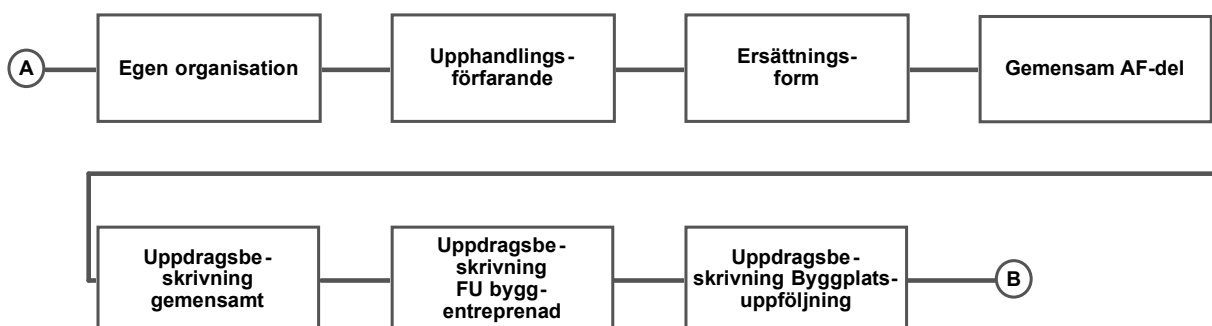 A
Egen organisation
Upphandlings-
förfarande
Ersättnings-
form
Gemensam AF-del
Uppdragsbe-
skrivning
gemensamt
Uppdragsbe-
skrivning
FU bygg-
entreprenad
Uppdragsbe-
skrivning Byggplats-
uppföljning
B